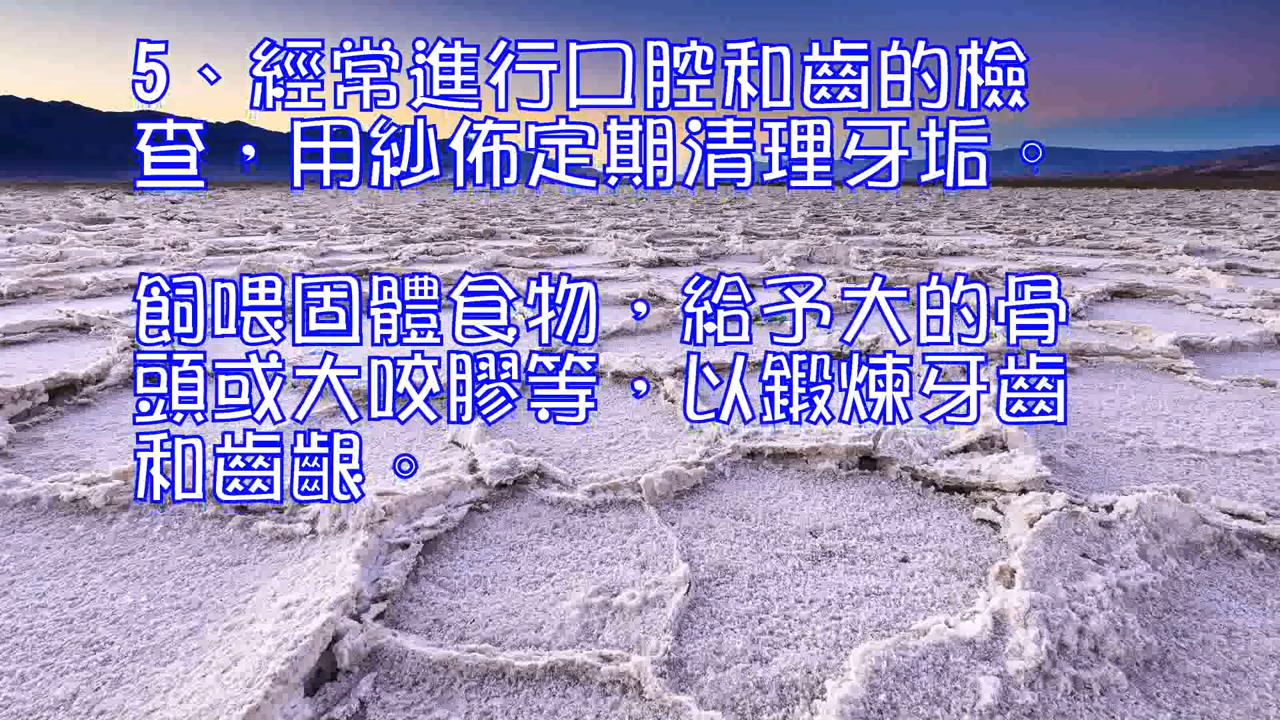 5、經常進行口腔和齒的檢
查，用紗佈定期清理牙垢。
飼喂固體食物，給予大的骨
頭或大咬膠等，以鍛煉牙齒
和齒齦。